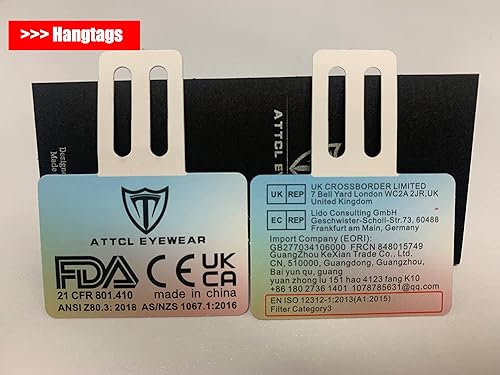 >>> Hangtags
Designed
Made
ATTCL EYEWEAR
ATTCL EYEWEAR
FDA CE UK CA
21 CFR 801.410 made in china
ANSI Z80.3: 2018 AS/NZS 1067.1:2016
UK REP UK CROSSBORDER LIMITED
7 Bell Yard London WC2A 2JR,UK
United Kingdom
EC REP Lido Consulting GmbH
Geschwister-Scholl-Str.73, 60488
Frankfurt am Main, Germany
Import Company (EORI):
GB277034106000 FRCN 848015749
GuangZhou KeXian Trade Co., Ltd.
CN, 510000, Guangdong, Guangzhou,
Bai yun qu, guang
yuan zhong lu 151 hao 4123 fang K10
+86 180 2736 1401 1078785631@qq.com
EN ISO 12312-1:2013(A1:2015)
Filter Category3